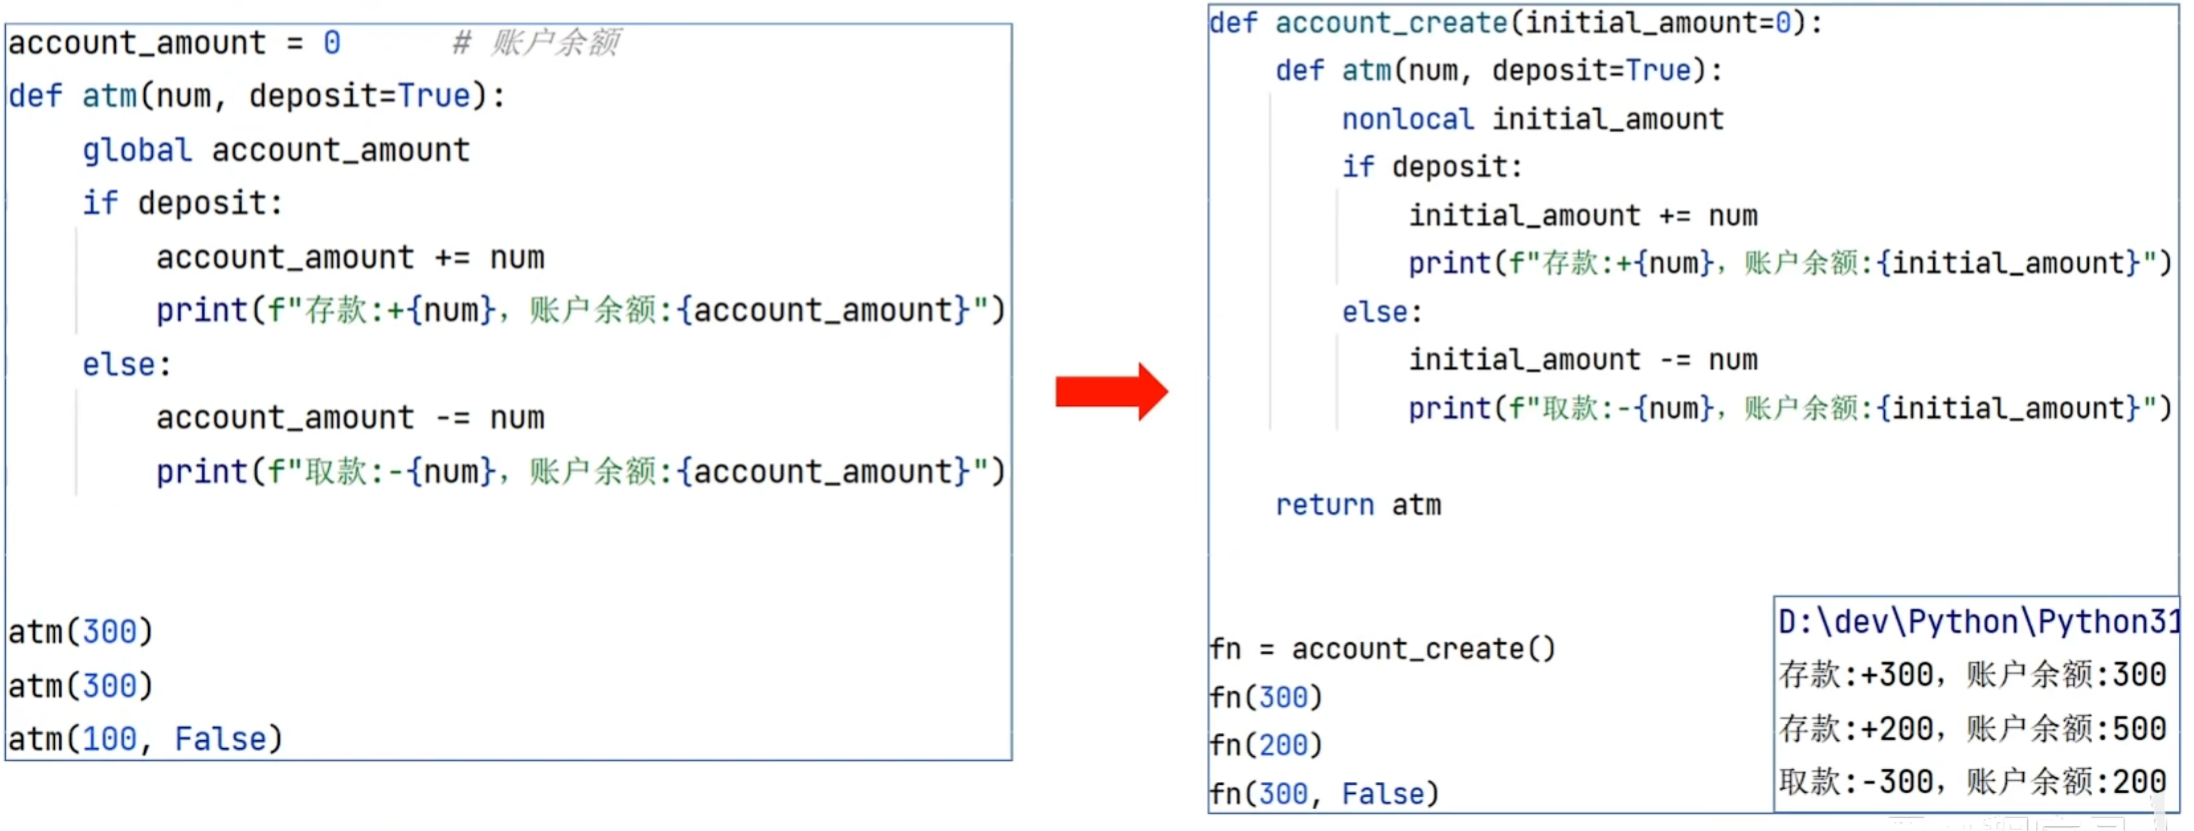 account_amount = 0 # 账户余额
def atm(num, deposit=True):
    global account_amount
    if deposit:
        account_amount += num
        print(f"存款:+{num}，账户余额:{account_amount}")
    else:
        account_amount -= num
        print(f"取款:-{num}，账户余额:{account_amount}")
atm(300)
atm(300)
atm(100, False)
def account_create(initial_amount=0):
    def atm(num, deposit=True):
        nonlocal initial_amount
        if deposit:
            initial_amount += num
            print(f"存款:+{num}，账户余额:{initial_amount}")
        else:
            initial_amount -= num
            print(f"取款:-{num}，账户余额:{initial_amount}")
    return atm
fn = account_create()
fn(300)
fn(200)
fn(300, False)
D:\dev\Python\Python31
存款:+300，账户余额:300
存款:+200，账户余额:500
取款:-300，账户余额:200